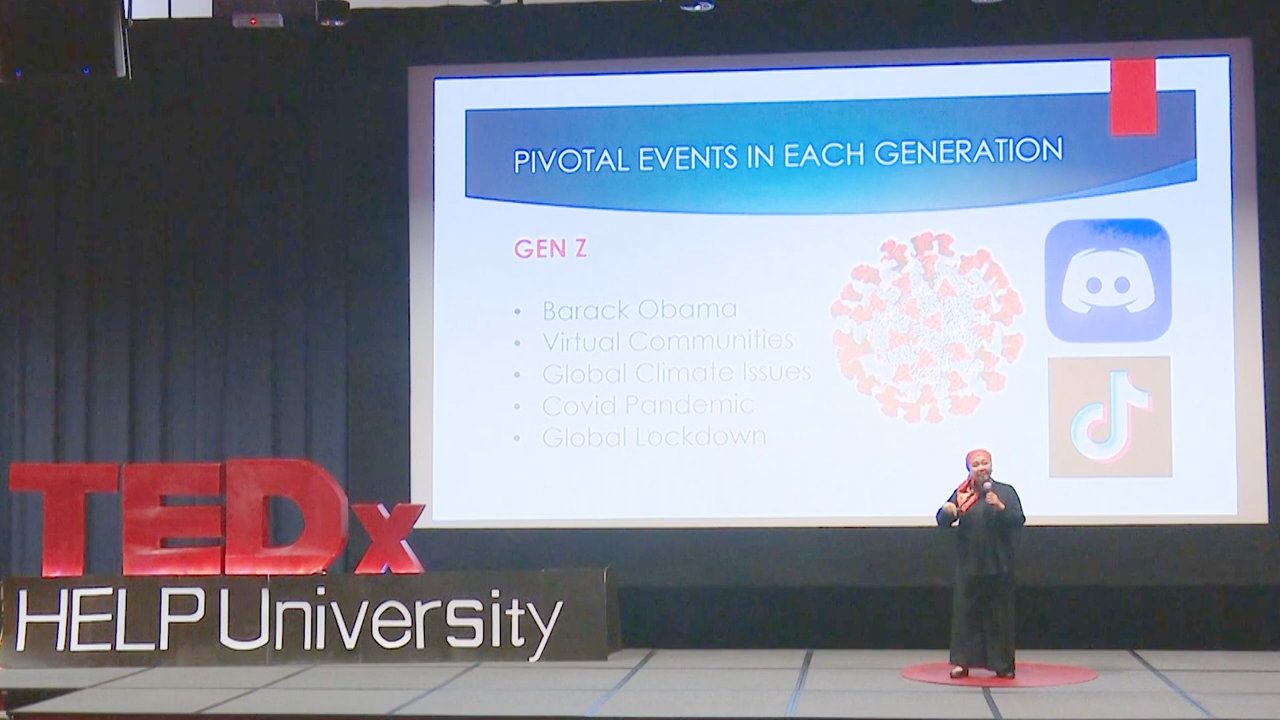 PIVOTAL EVENTS IN EACH GENERATION
GEN Z
• Barack Obama
• Virtual Communities
• Global Climate Issues
• Covid Pandemic
• Global Lockdown
TEDx
HELP University